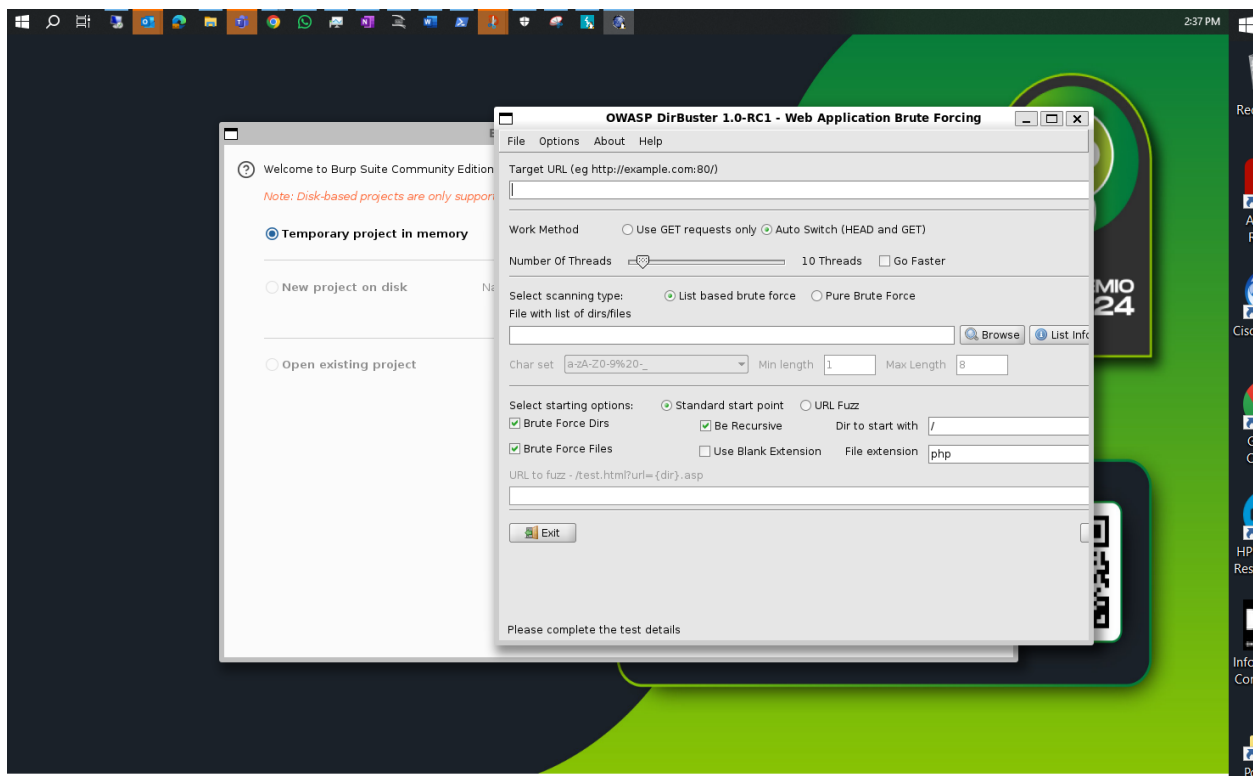 2:37 PM
OWASP DirBuster 1.0-RC1 - Web Application Brute Forcing
File Options About Help
Target URL (eg http://example.com:80/)
Work Method Use GET requests only Auto Switch (HEAD and GET)
Number Of Threads 10 Threads Go Faster
Select scanning type: List based brute force Pure Brute Force
File with list of dirs/files
Browse List Info
Char set a-zA-Z0-9%20-_ Min length 1 Max Length 8
Select starting options: Standard start point URL Fuzz
Brute Force Dirs Be Recursive Dir to start with /
Brute Force Files Use Blank Extension File extension php
URL to fuzz - /test.html?url={dir}.asp
Exit
Please complete the test details
Welcome to Burp Suite Community Edition
Note: Disk-based projects are only suppor
Temporary project in memory
New project on disk Na
Open existing project
MIO
24
Rec
Cisc
HP
Res
Info
Cor